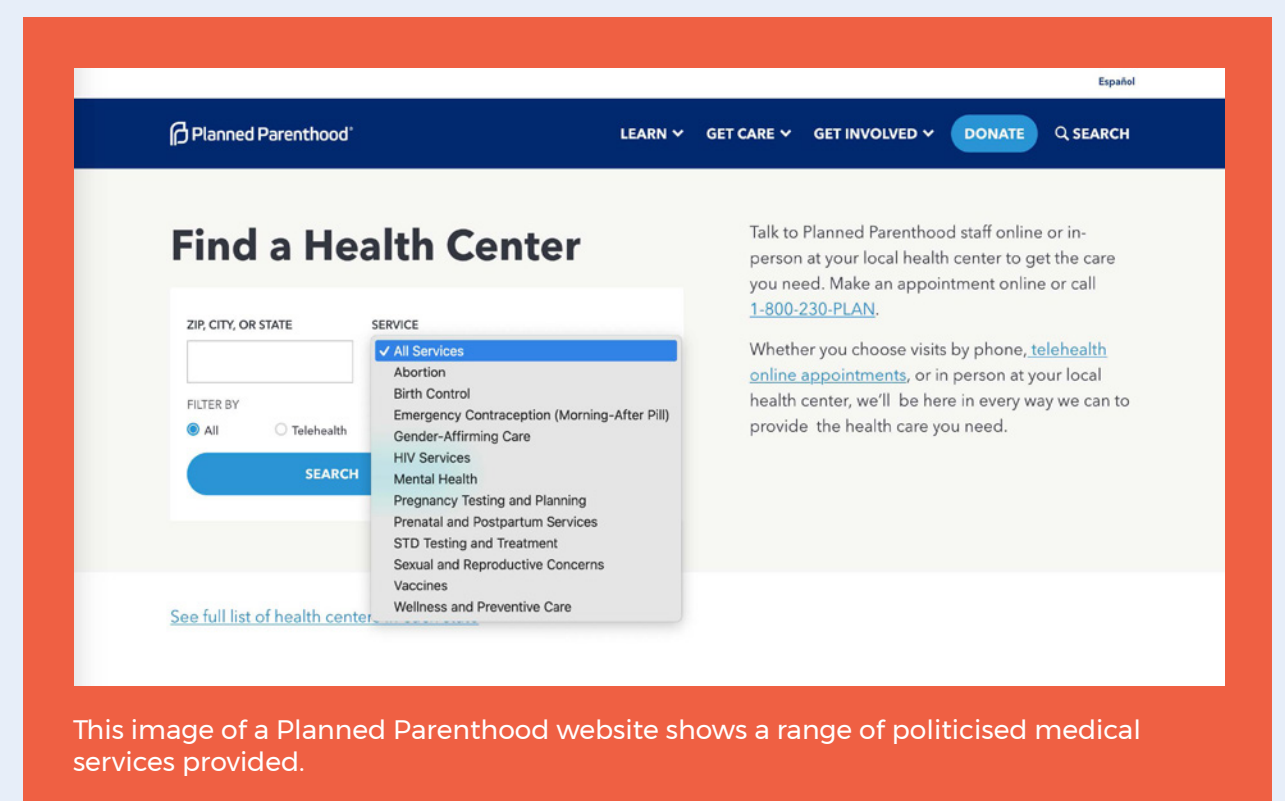 Español
Planned Parenthood®
LEARN GET CARE GET INVOLVED DONATE SEARCH
Find a Health Center
ZIP, CITY, OR STATE
SERVICE
All Services
Abortion
Birth Control
Emergency Contraception (Morning-After Pill)
Gender-Affirming Care
HIV Services
Mental Health
Pregnancy Testing and Planning
Prenatal and Postpartum Services
STD Testing and Treatment
Sexual and Reproductive Concerns
Vaccines
Wellness and Preventive Care
FILTER BY
All Telehealth
SEARCH
See full list of health centers
Talk to Planned Parenthood staff online or in-
person at your local health center to get the care
you need. Make an appointment online or call
1-800-230-PLAN.
Whether you choose visits by phone, telehealth
online appointments, or in person at your local
health center, we'll be here in every way we can to
provide the health care you need.
This image of a Planned Parenthood website shows a range of politicised medical
services provided.